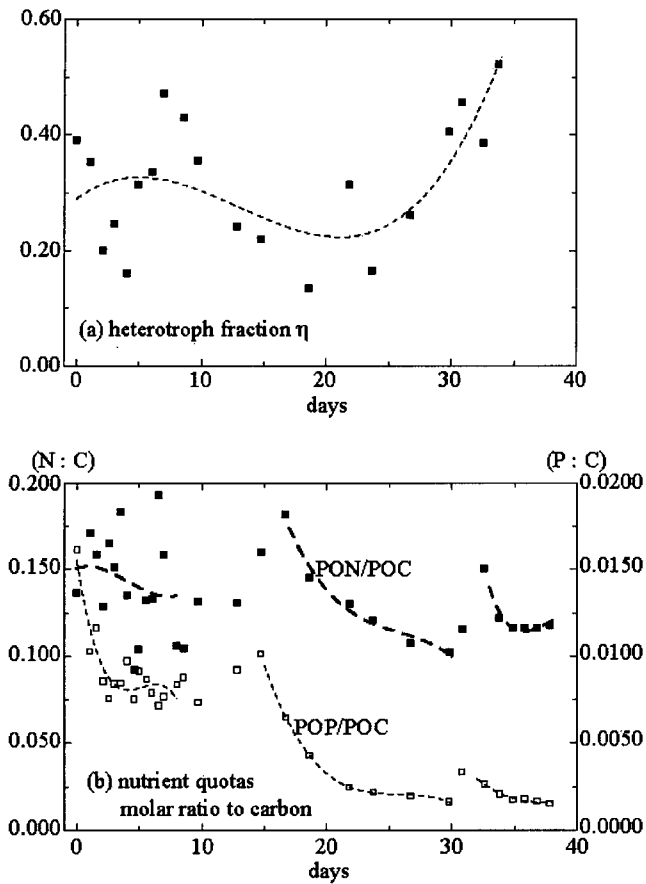 0.60
0.40
0.20
0.00
(a) heterotroph fraction η
0 10 20 30 40
days
(N : C) (P : C)
0.200 0.0200
0.150 0.0150
0.100 0.0100
0.050 0.0050
0.000 0.0000
PON/POC
POP/POC
(b) nutrient quotas
molar ratio to carbon
0 10 20 30 40
days